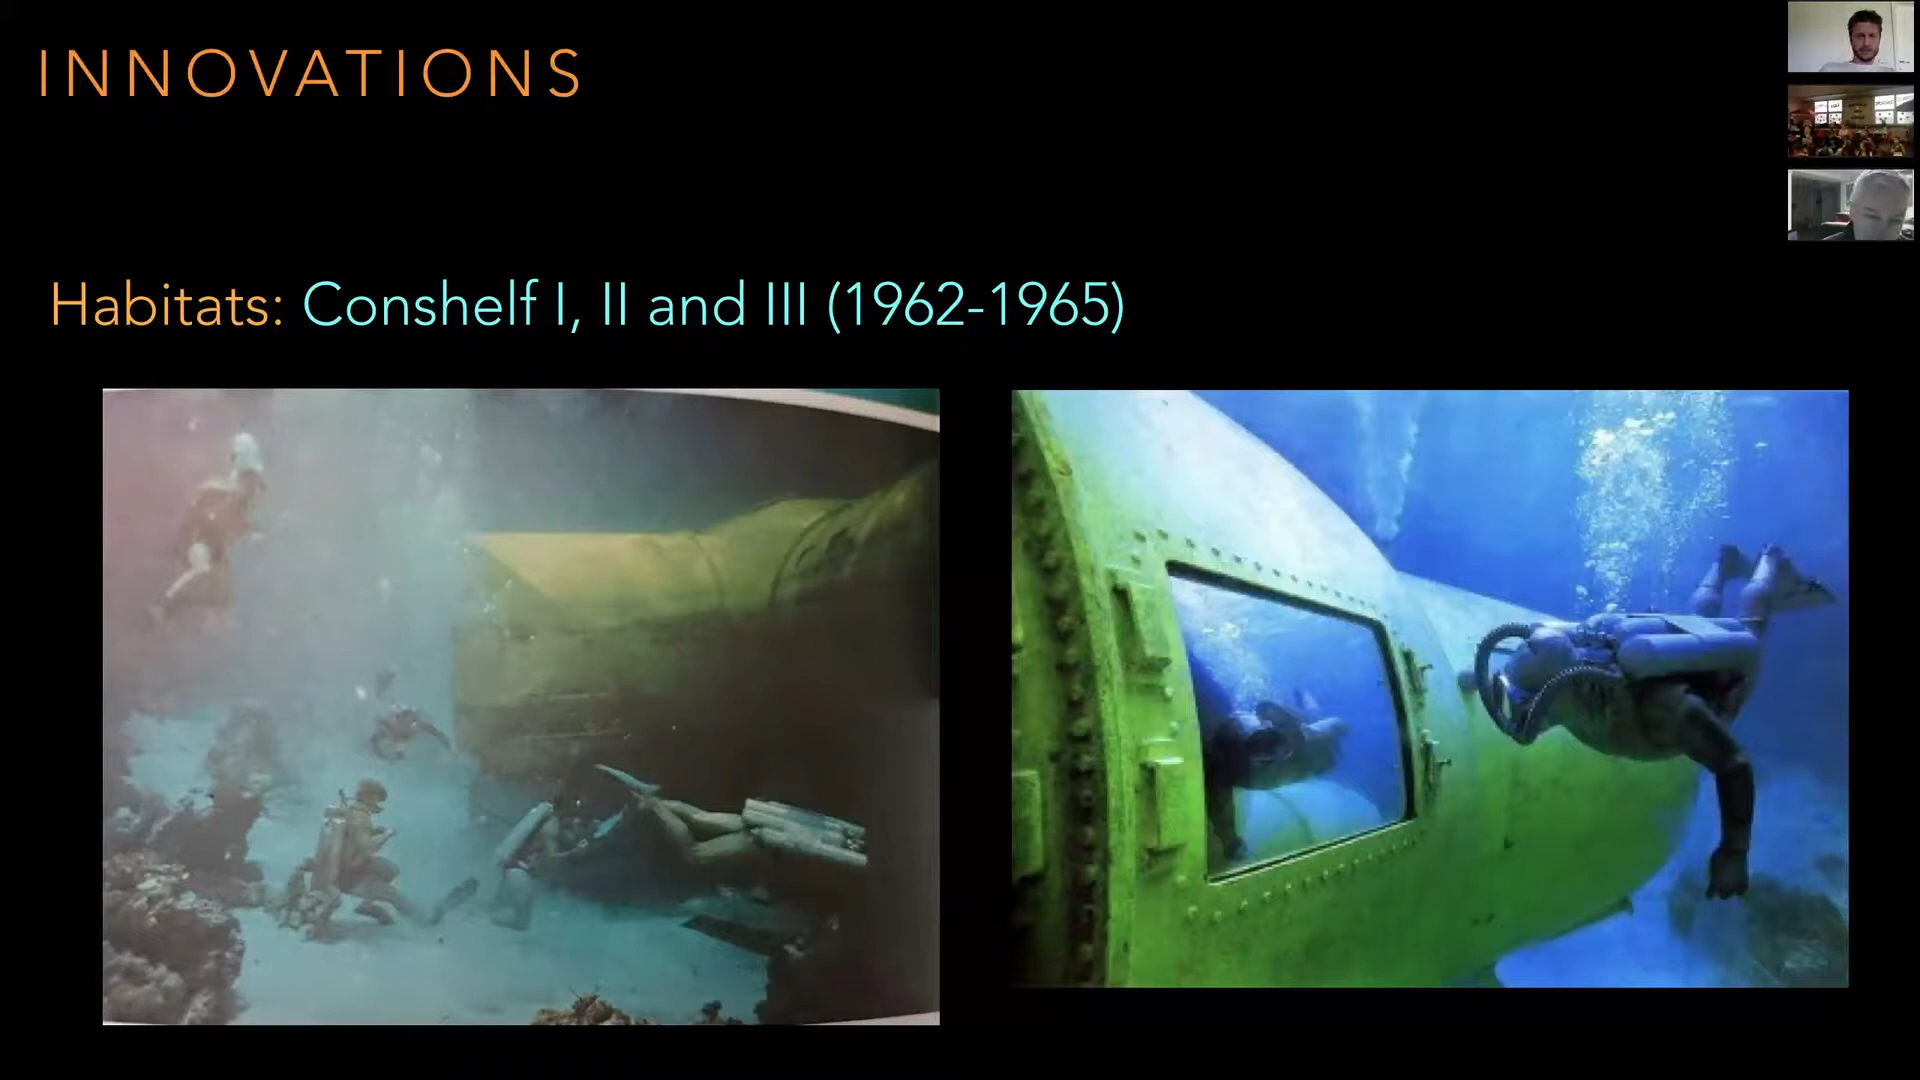 INNOVATIONS
Habitats: Conshelf I, II and III (1962-1965)